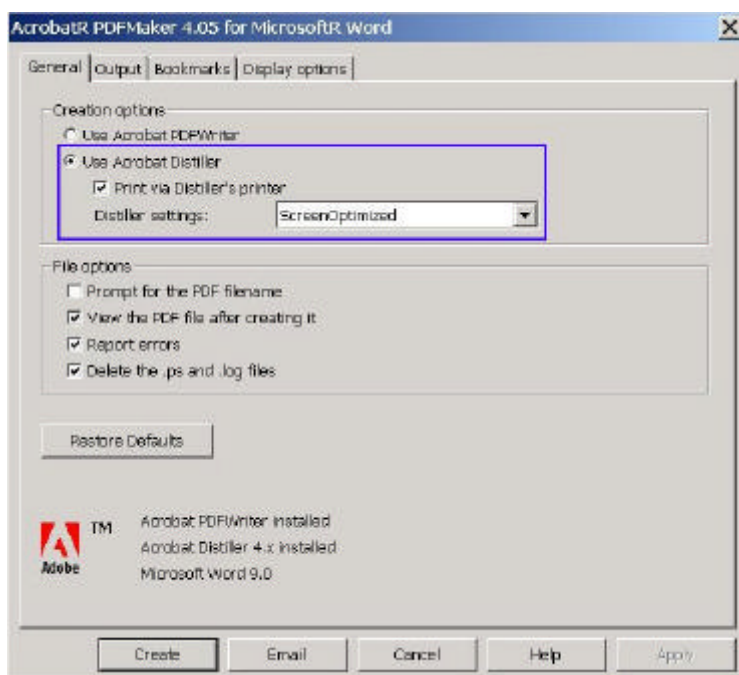 AcrobatR PDFMaker 4.05 for MicrosoftR Word
General Output Bookmarks Display options
Creation options
Use Acrobat PDFWriter
Use Acrobat Distiller
Print via Distiller's printer
Distiller settings: ScreenOptimized
File options
Prompt for the PDF filename
View the PDF file after creating it
Report errors
Delete the .ps and .log files
Restore Defaults
TM
Adobe
Acrobat PDFWriter installed
Acrobat Distiller 4.x installed
Microsoft Word 9.0
Create Email Cancel Help Apply